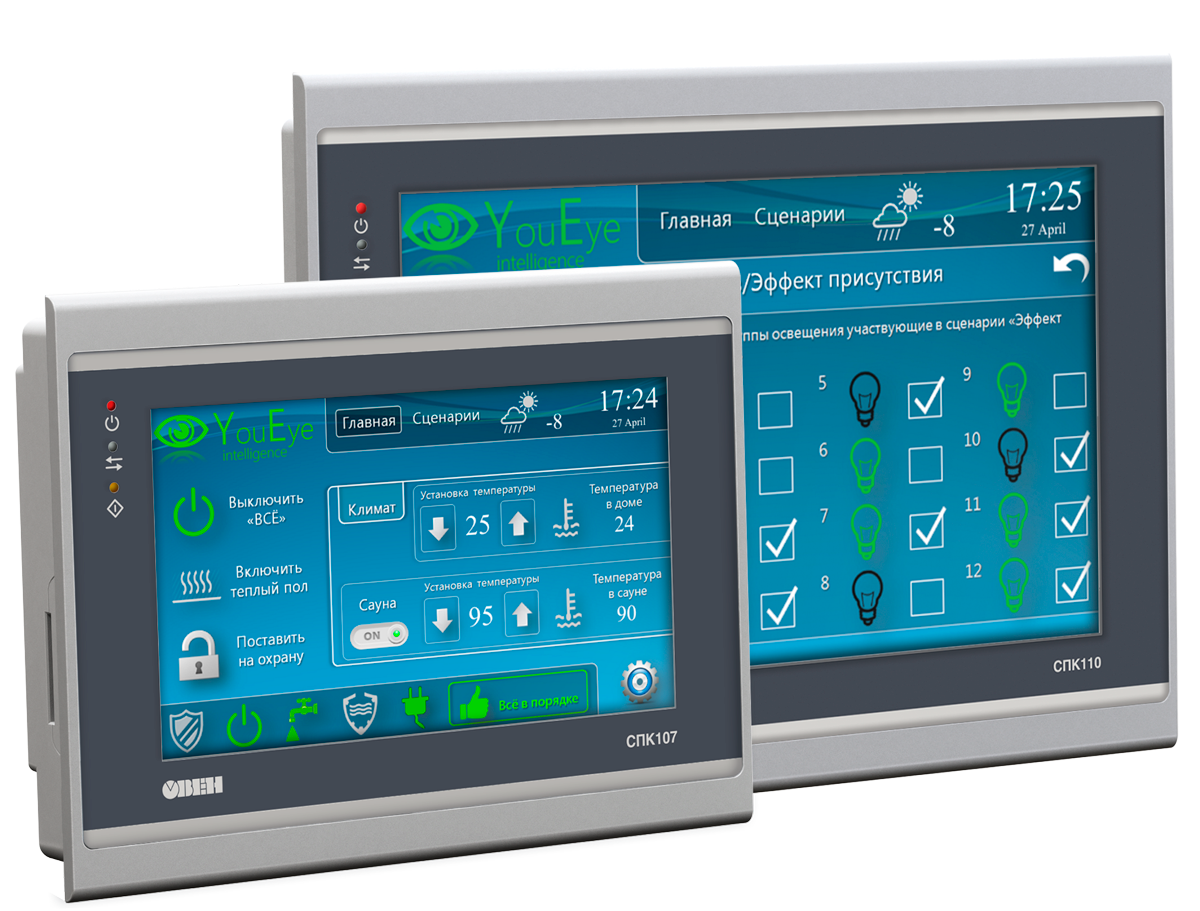 YouEye
intelligence
Главная
Сценарии
-8
17:25
27 April
/Эффект присутствия
ппы освещения участвующие в сценарии «Эффект
5
9
6
10
7
11
8
12
СПК110
YouEye
intelligence
Главная
Сценарии
-8
17:24
27 April
Выключить
«ВСЁ»
Включить
теплый пол
Поставить
на охрану
Климат
Установка температуры
25
Температура
в доме
24
Сауна
ON
Установка температуры
95
Температура
в сауне
90
Всё в порядке
СПК107
ОВЕН